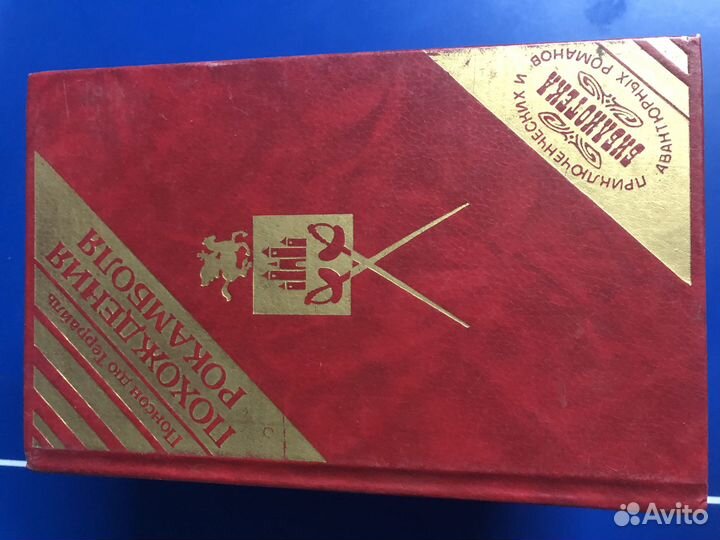 Понсон дю Террайль
ПОХОЖДЕНИЯ
РОКАМБОЛЯ
БИБЛИОТЕКА
ПРИКЛЮЧЕНЧЕСКИХ И
АВАНТЮРНЫХ РОМАНОВ
Avito